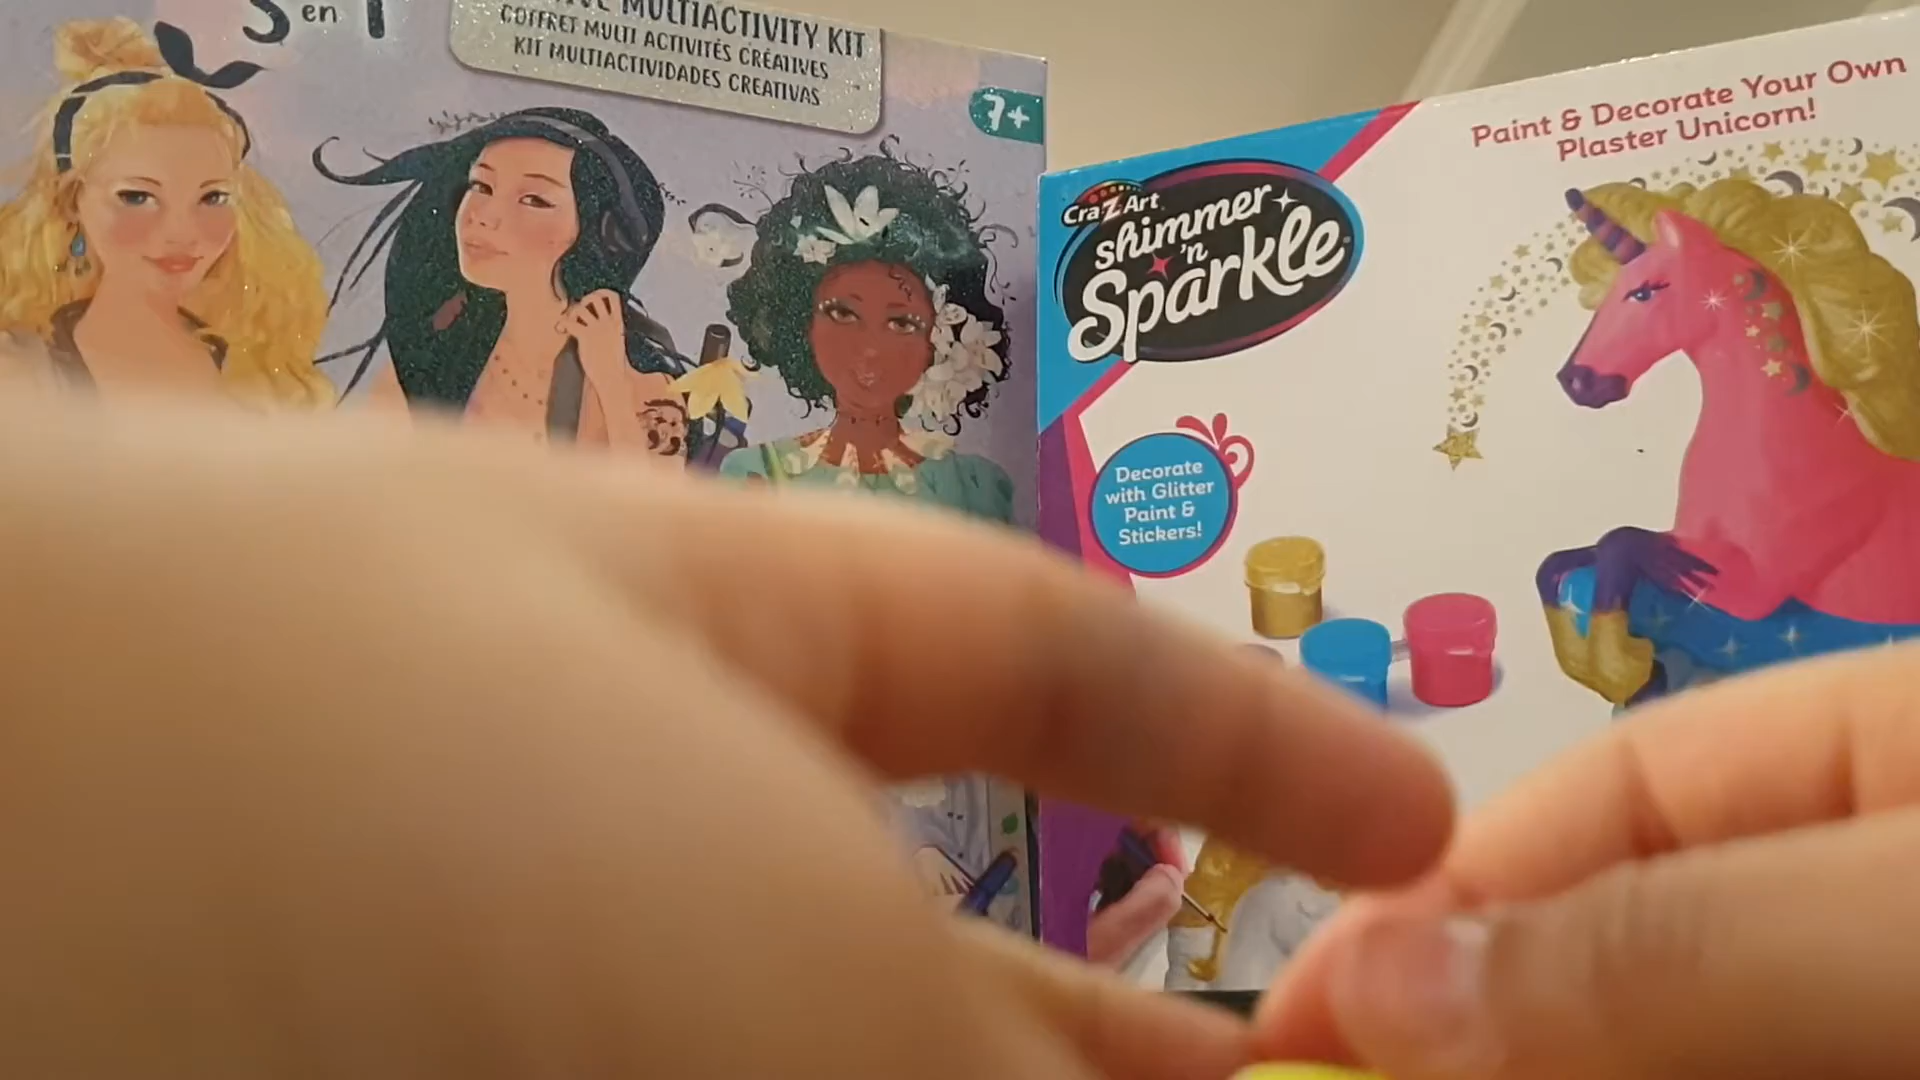 en 1
MULTIACTIVITY KIT
COFFRET MULTI ACTIVITÉS CRÉATIVES
KIT MULTIACTIVIDADES CREATIVAS
7+
Paint & Decorate Your Own
Plaster Unicorn!
Cra-Z-Art
shimmer
'n
Sparkle
Decorate
with Glitter
Paint &
Stickers!